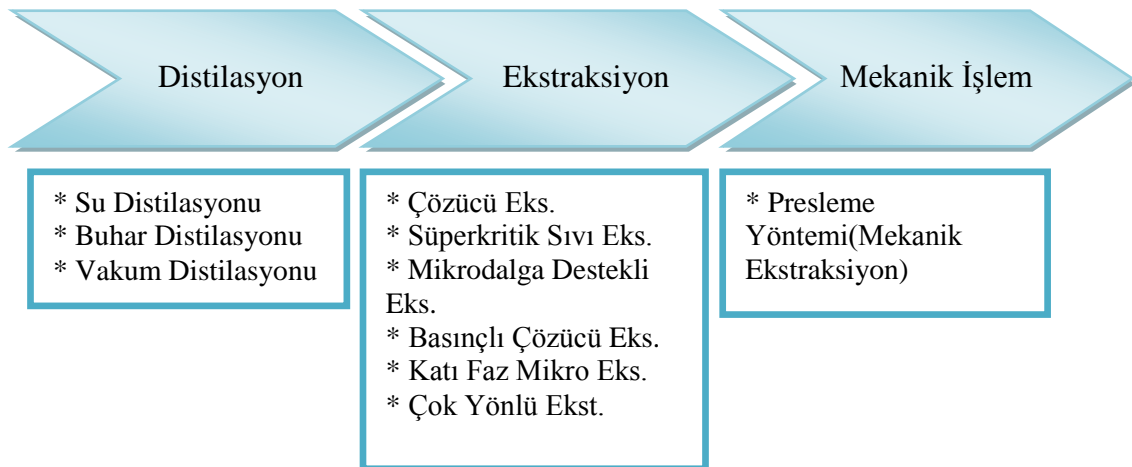 Distilasyon
Ekstraksiyon
Mekanik İşlem
* Su Distilasyonu
* Buhar Distilasyonu
* Vakum Distilasyonu
* Çözücü Eks.
* Süperkritik Sıvı Eks.
* Mikrodalga Destekli
Eks.
* Basınçlı Çözücü Eks.
* Katı Faz Mikro Eks.
* Çok Yönlü Ekst.
* Presleme
Yöntemi(Mekanik
Ekstraksiyon)